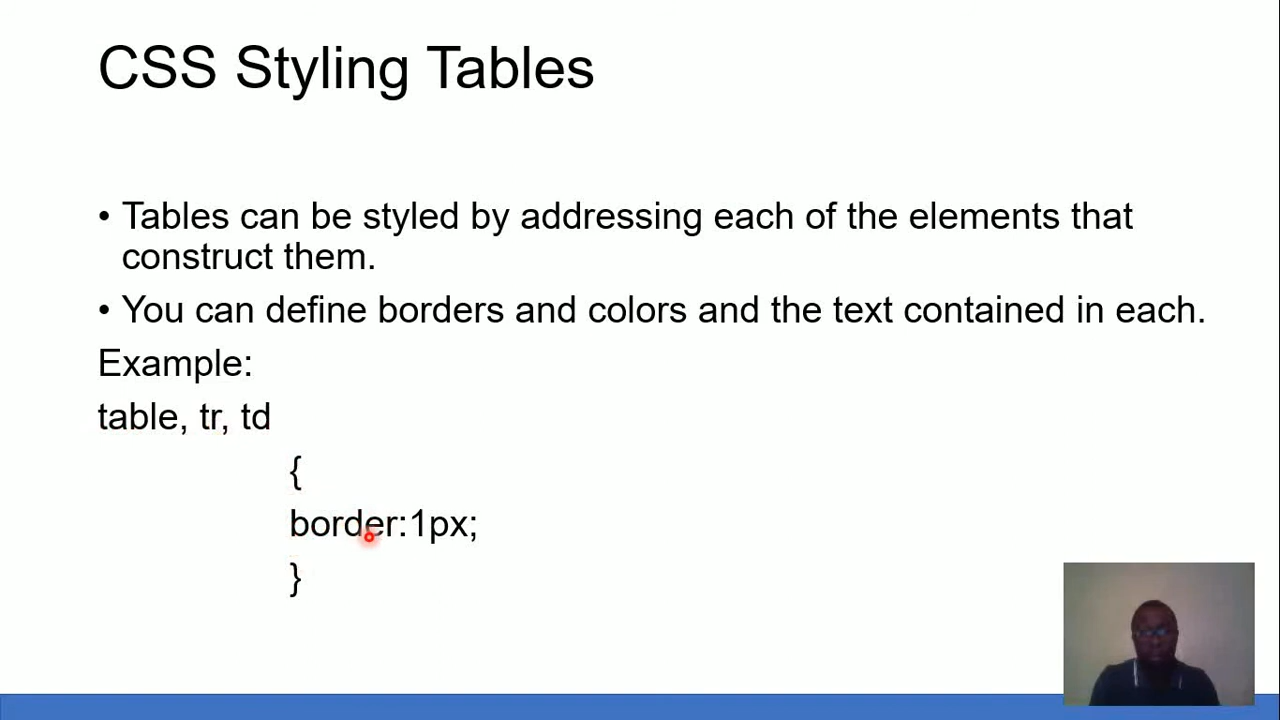 CSS Styling Tables
• Tables can be styled by addressing each of the elements that
construct them.
• You can define borders and colors and the text contained in each.
Example:
table, tr, td
{
border:1px;
}